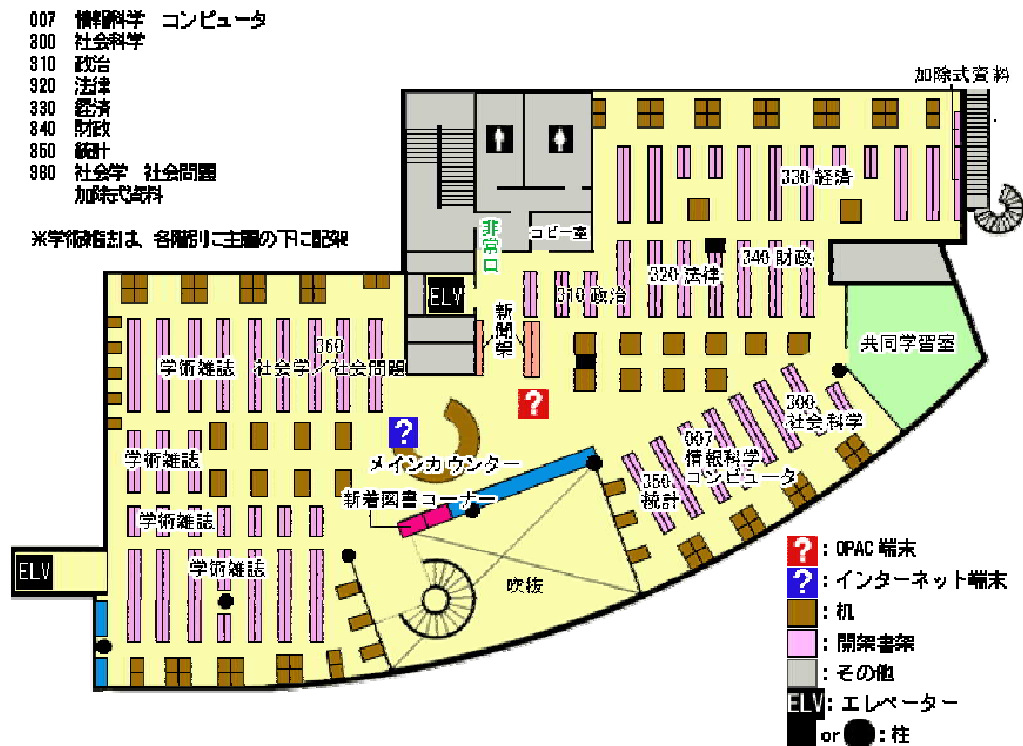 007 情報科学 コンピュータ
300 社会科学
310 政治
320 法律
330 経済
340 財政
350 統計
360 社会学 社会問題
加除式資料
※学術雑誌は、各階別に主題の下に配架
加除式資料
330 経済
非常口
コピー室
340 財政
320 法律
310 政治
ELV
新聞架
共同学習室
360
社会学/社会問題
学術雑誌
300
社会科学
学術雑誌
メインカウンター
007
情報科学
コンピュータ
350
統計
新着図書コーナー
学術雑誌
学術雑誌
ELV
吹抜
? : OPAC 端末
? : インターネット端末
: 机
: 開架書架
: その他
ELV : エレベーター
or : 柱